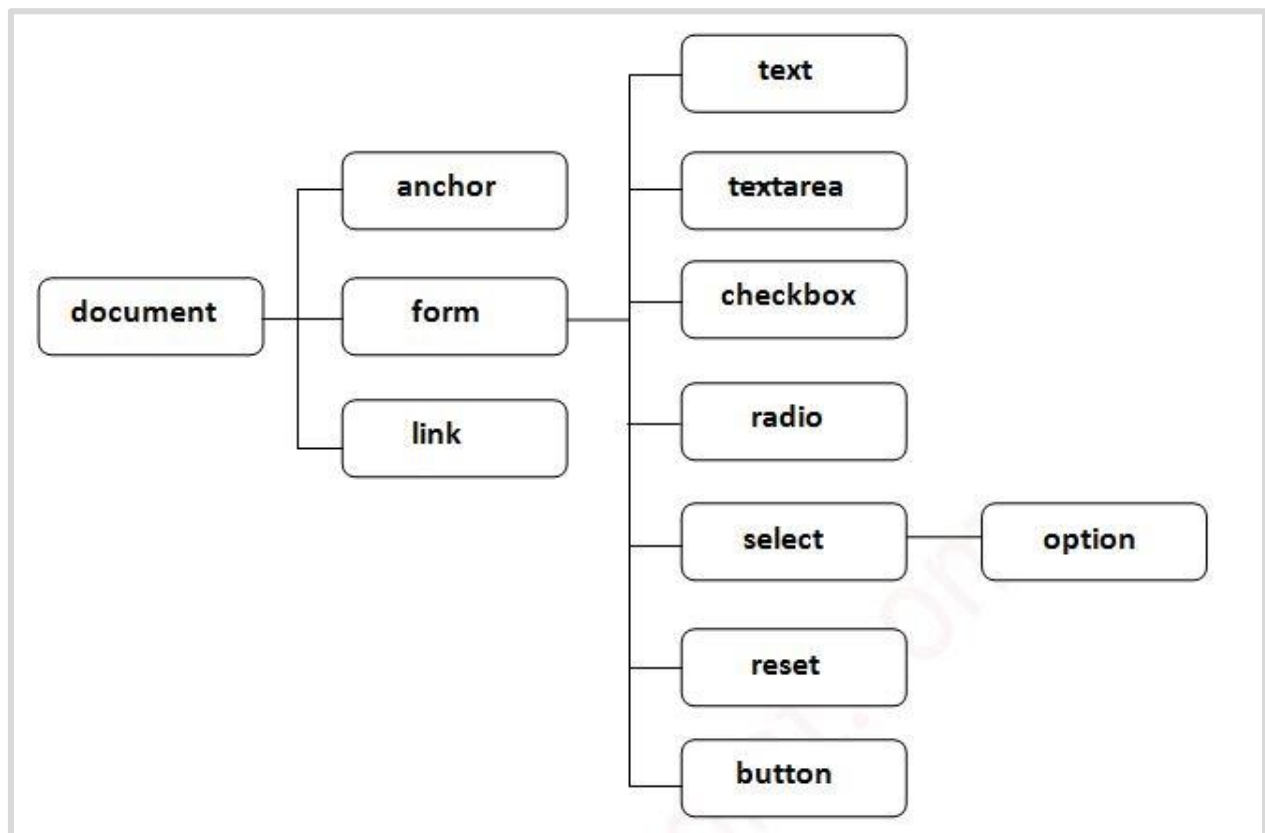 text
anchor
textarea
document
form
checkbox
link
radio
select
option
reset
button